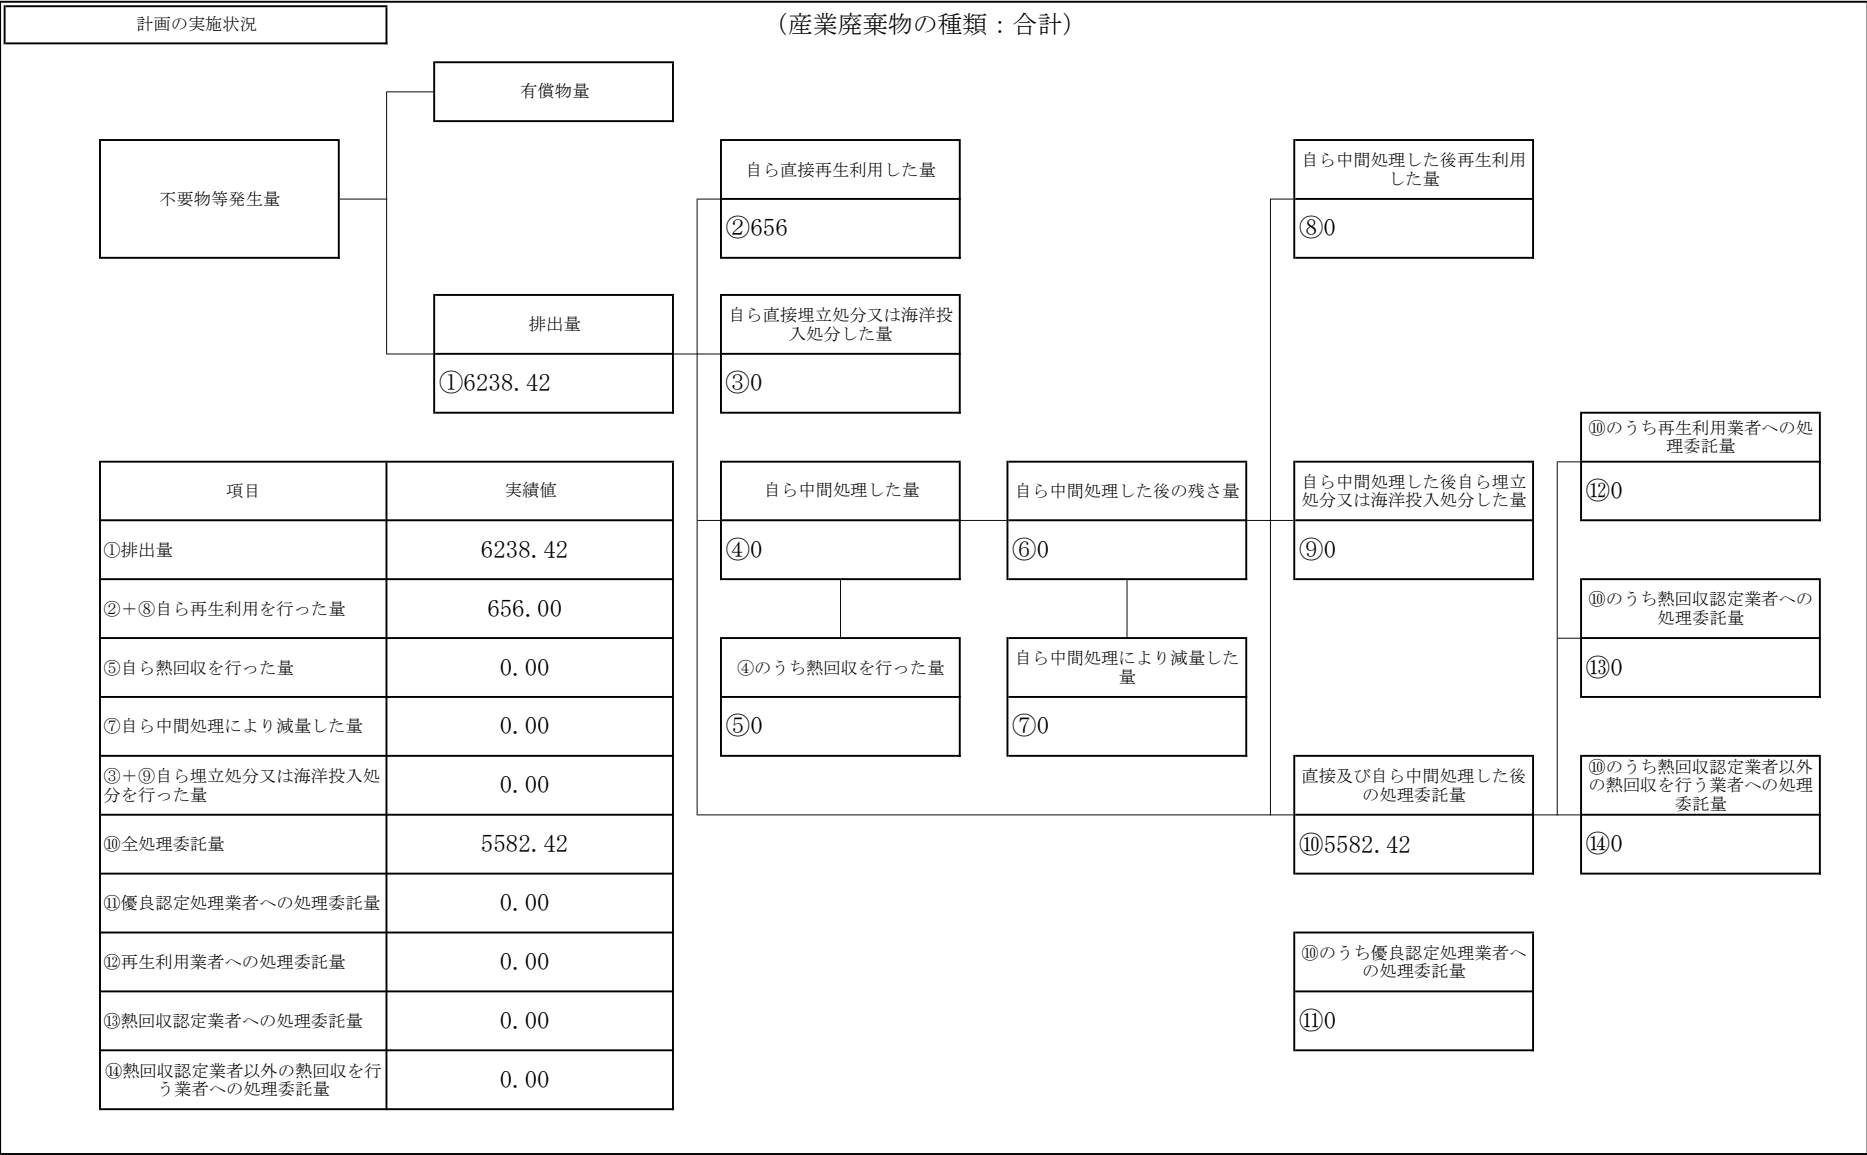 計画の実施状況
（産業廃棄物の種類：合計）
有償物量
不要物等発生量
自ら直接再生利用した量
②656
自ら中間処理した後再生利用
した量
⑧0
排出量
①6238.42
自ら直接埋立処分又は海洋投
入処分した量
③0
⑩のうち再生利用業者への処
理委託量
⑫0
自ら中間処理した量
④0
自ら中間処理した後の残さ量
⑥0
自ら中間処理した後自ら埋立
処分又は海洋投入処分した量
⑨0
⑩のうち熱回収認定業者への
処理委託量
⑬0
④のうち熱回収を行った量
⑤0
自ら中間処理により減量した
量
⑦0
直接及び自ら中間処理した後
の処理委託量
⑩5582.42
⑩のうち熱回収認定業者以外
の熱回収を行う業者への処理
委託量
⑭0
⑩のうち優良認定処理業者へ
の処理委託量
⑪0
項目 実績値
①排出量 6238.42
②＋⑧自ら再生利用を行った量 656.00
⑤自ら熱回収を行った量 0.00
⑦自ら中間処理により減量した量 0.00
③＋⑨自ら埋立処分又は海洋投入処
分を行った量 0.00
⑩全処理委託量 5582.42
⑪優良認定処理業者への処理委託量 0.00
⑫再生利用業者への処理委託量 0.00
⑬熱回収認定業者への処理委託量 0.00
⑭熱回収認定業者以外の熱回収を行
う業者への処理委託量 0.00